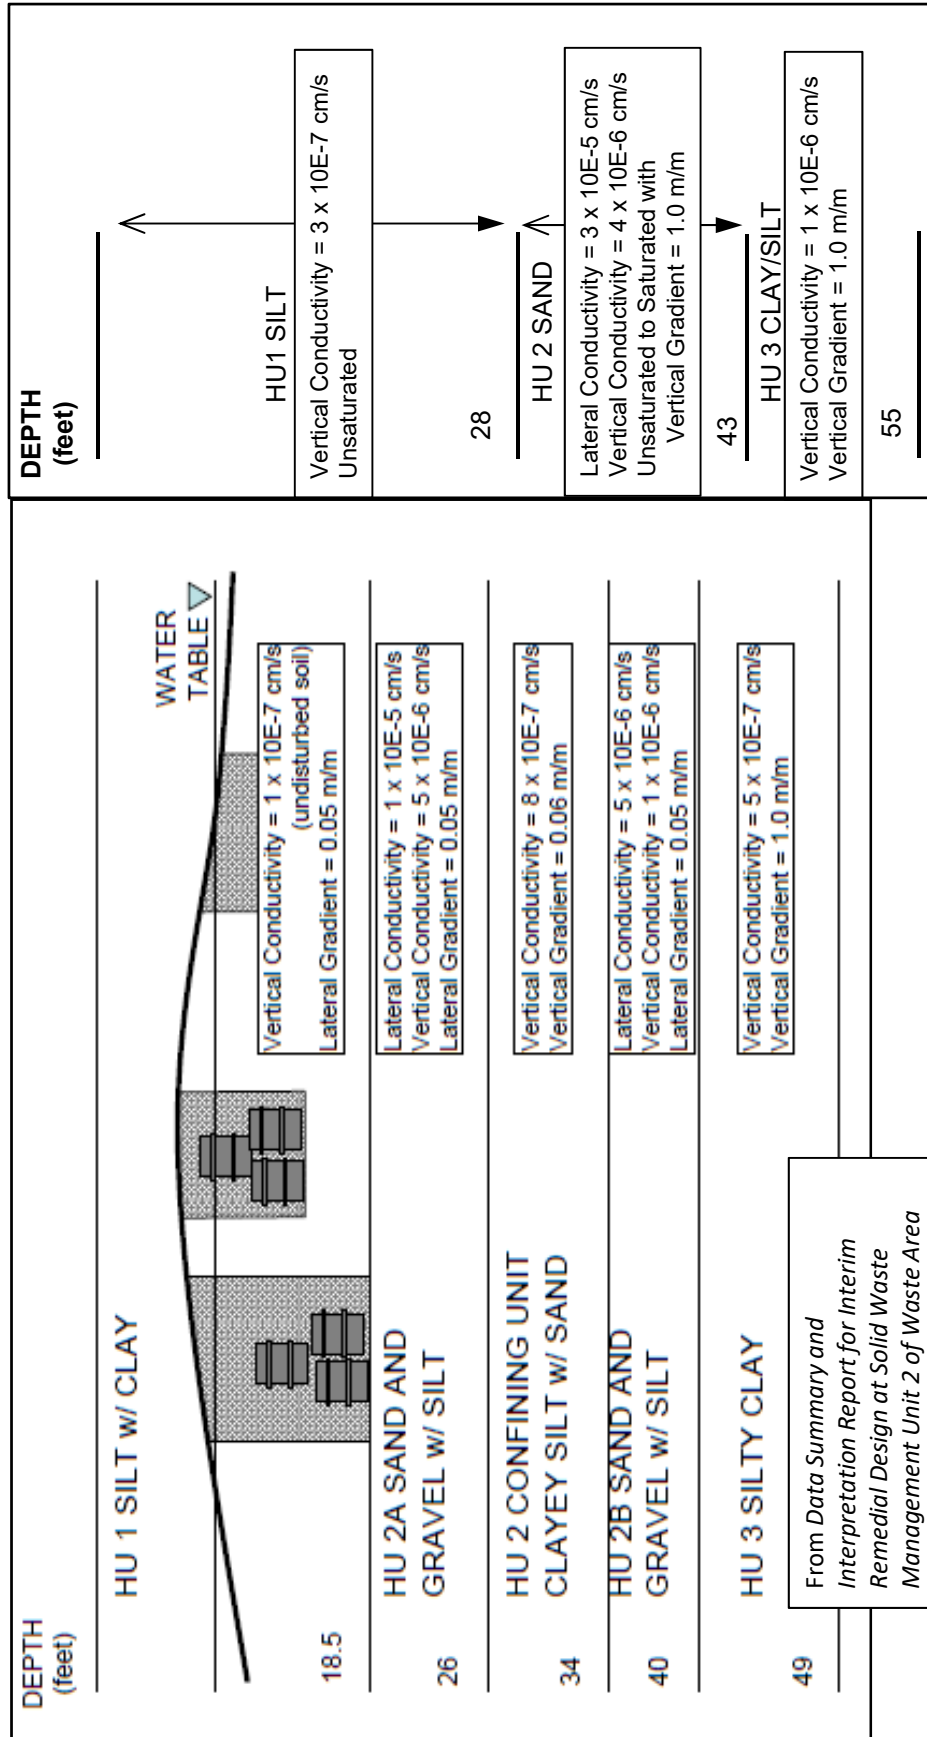 DEPTH
(feet)
HU 1 SILT w/ CLAY
WATER
TABLE
Vertical Conductivity = 1 x 10E-7 cm/s
(undisturbed soil)
Lateral Gradient = 0.05 m/m
18.5
HU 2A SAND AND
GRAVEL w/ SILT
Lateral Conductivity = 1 x 10E-5 cm/s
Vertical Conductivity = 5 x 10E-6 cm/s
Lateral Gradient = 0.05 m/m
26
HU 2 CONFINING UNIT
CLAYEY SILT w/ SAND
Vertical Conductivity = 8 x 10E-7 cm/s
Vertical Gradient = 0.06 m/m
34
HU 2B SAND AND
GRAVEL w/ SILT
Lateral Conductivity = 5 x 10E-6 cm/s
Vertical Conductivity = 1 x 10E-6 cm/s
Lateral Gradient = 0.05 m/m
40
HU 3 SILTY CLAY
Vertical Conductivity = 5 x 10E-7 cm/s
Vertical Gradient = 1.0 m/m
49
From Data Summary and
Interpretation Report for Interim
Remedial Design at Solid Waste
Management Unit 2 of Waste Area
DEPTH
(feet)
HU1 SILT
Vertical Conductivity = 3 x 10E-7 cm/s
Unsaturated
28
HU 2 SAND
Lateral Conductivity = 3 x 10E-5 cm/s
Vertical Conductivity = 4 x 10E-6 cm/s
Unsaturated to Saturated with
Vertical Gradient = 1.0 m/m
43
HU 3 CLAY/SILT
Vertical Conductivity = 1 x 10E-6 cm/s
Vertical Gradient = 1.0 m/m
55